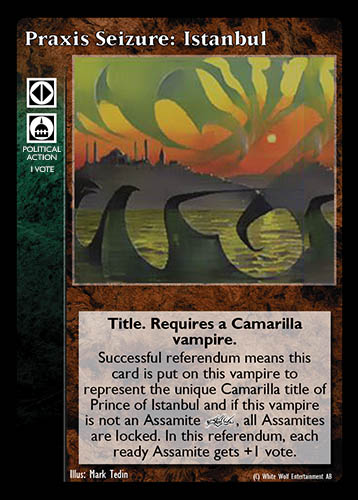 Praxis Seizure: Istanbul
POLITICAL
ACTION
1 VOTE
Title. Requires a Camarilla
vampire.
Successful referendum means this
card is put on this vampire to
represent the unique Camarilla title of
Prince of Istanbul and if this vampire
is not an Assamite , all Assamites
are locked. In this referendum, each
ready Assamite gets +1 vote.
Illus: Mark Tedin
(C) White Wolf Entertainment AB